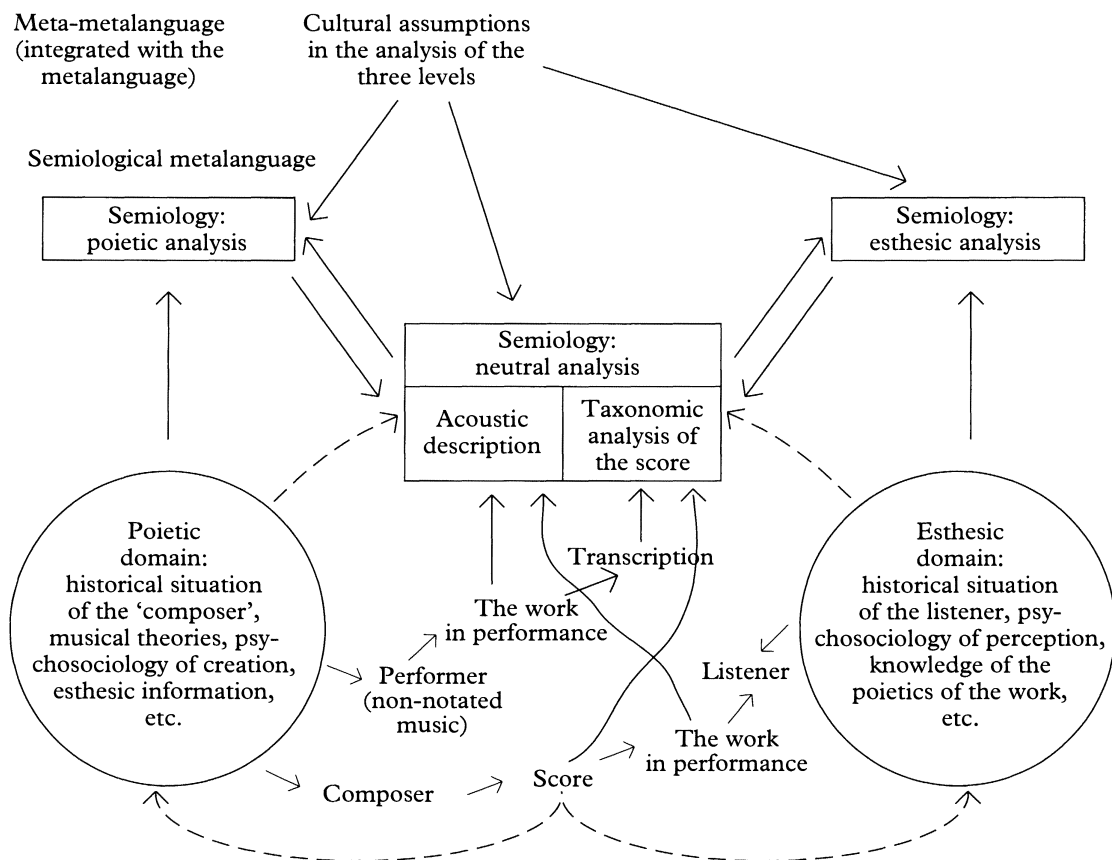 Meta-metalanguage
(integrated with the
metalanguage)
Cultural assumptions
in the analysis of the
three levels
Semiological metalanguage
Semiology:
poietic analysis
Semiology:
esthesic analysis
Semiology:
neutral analysis
Acoustic
description
Taxonomic
analysis of
the score
Poietic
domain:
historical situation
of the ‘composer’,
musical theories, psy-
chosociology of creation,
esthesic information,
etc.
Esthesic
domain:
historical situation
of the listener, psy-
chosociology of perception,
knowledge of the
poietics of the work,
etc.
Transcription
The work
in performance
Performer
(non-notated
music)
Listener
The work
in performance
Score
Composer